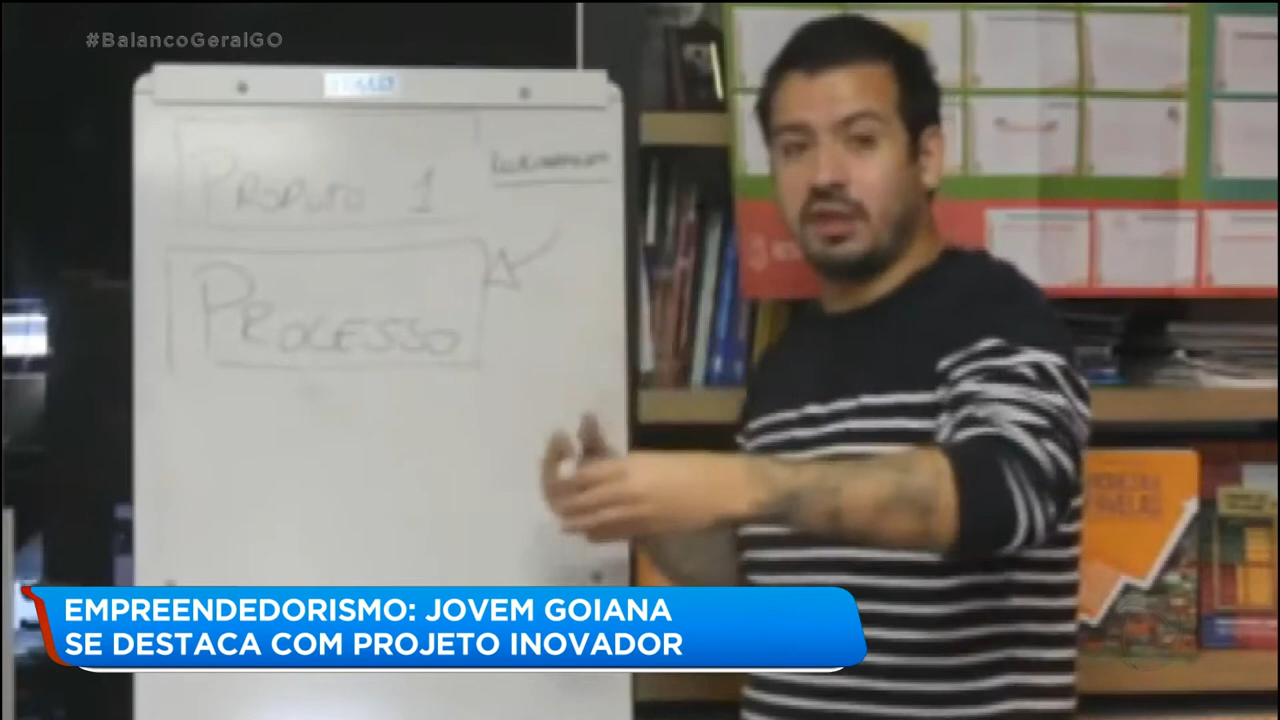 #BalancoGeralGO
PRODUTO 1
PROCESSO
EMPREENDEDORISMO: JOVEM GOIANA
SE DESTACA COM PROJETO INOVADOR